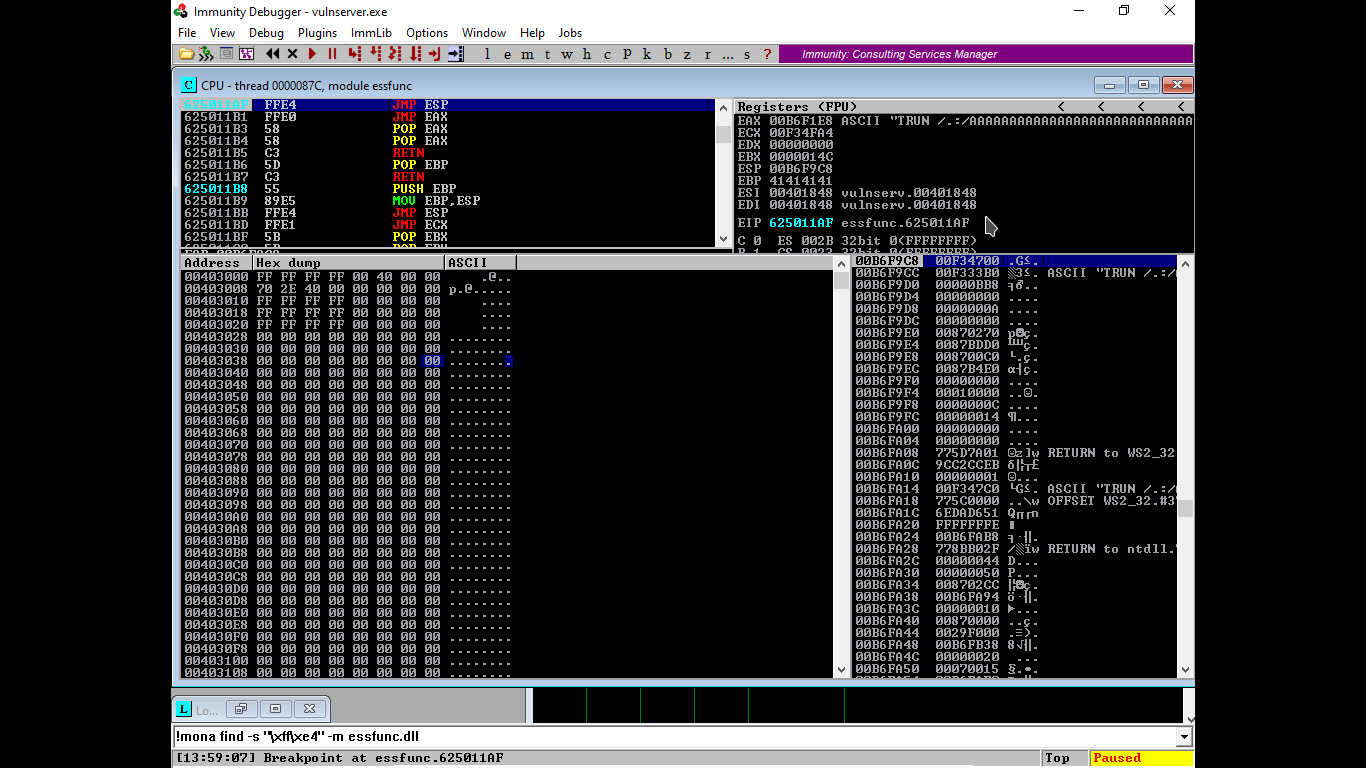 Immunity Debugger - vulnserver.exe
File View Debug Plugins ImmLib Options Window Help Jobs
l e m t w h c P k b z r ... s ? Immunity: Consulting Services Manager
C CPU - thread 0000087C, module essfunc
625011AF FFE4 JMP ESP
625011B1 FFE0 JMP EAX
625011B3 58 POP EAX
625011B4 58 POP EAX
625011B5 C3 RETN
625011B6 5D POP EBP
625011B7 C3 RETN
625011B8 55 PUSH EBP
625011B9 89E5 MOV EBP,ESP
625011BB FFE4 JMP ESP
625011BD FFE1 JMP ECX
625011BF 5B POP EBX
Registers (FPU) < < < <
EAX 00B6F1E8 ASCII "TRUN /.:/AAAAAAAAAAAAAAAAAAAAAAAAAAAA
ECX 00F34FA4
EDX 00000000
EBX 0000014C
ESP 00B6F9C8
EBP 41414141
ESI 00401848 vulnserv.00401848
EDI 00401848 vulnserv.00401848
EIP 625011AF essfunc.625011AF
C 0 ES 002B 32bit 0(FFFFFFFF)
Address Hex dump ASCII
00403000 FF FF FF FF 00 40 00 00 .@..
00403008 70 2E 40 00 00 00 00 00 p.@.....
00403010 FF FF FF FF 00 00 00 00 ....
00403018 FF FF FF FF 00 00 00 00 ....
00403020 FF FF FF FF 00 00 00 00 ....
00403028 00 00 00 00 00 00 00 00 ........
00403030 00 00 00 00 00 00 00 00 ........
00403038 00 00 00 00 00 00 00 00 ........
00403040 00 00 00 00 00 00 00 00 ........
00403048 00 00 00 00 00 00 00 00 ........
00403050 00 00 00 00 00 00 00 00 ........
00403058 00 00 00 00 00 00 00 00 ........
00403060 00 00 00 00 00 00 00 00 ........
00403068 00 00 00 00 00 00 00 00 ........
00403070 00 00 00 00 00 00 00 00 ........
00403078 00 00 00 00 00 00 00 00 ........
00403080 00 00 00 00 00 00 00 00 ........
00403088 00 00 00 00 00 00 00 00 ........
00403090 00 00 00 00 00 00 00 00 ........
00403098 00 00 00 00 00 00 00 00 ........
004030A0 00 00 00 00 00 00 00 00 ........
004030A8 00 00 00 00 00 00 00 00 ........
004030B0 00 00 00 00 00 00 00 00 ........
004030B8 00 00 00 00 00 00 00 00 ........
004030C0 00 00 00 00 00 00 00 00 ........
004030C8 00 00 00 00 00 00 00 00 ........
004030D0 00 00 00 00 00 00 00 00 ........
004030D8 00 00 00 00 00 00 00 00 ........
004030E0 00 00 00 00 00 00 00 00 ........
004030E8 00 00 00 00 00 00 00 00 ........
004030F0 00 00 00 00 00 00 00 00 ........
004030F8 00 00 00 00 00 00 00 00 ........
00403100 00 00 00 00 00 00 00 00 ........
00403108 00 00 00 00 00 00 00 00 ........
00B6F9C8 00F34700 .G≤.
00B6F9CC 00F333B0 ░3≤. ASCII "TRUN /.:/
00B6F9D0 00000BB8
00B6F9D4 00000000 ....
00B6F9D8 0000000A ....
00B6F9DC 00000000 ....
00B6F9E0 00870270
00B6F9E4 0087BDD0
00B6F9E8 008700C0 └.ç.
00B6F9EC 0087B4E0 α┤ç.
00B6F9F0 00000000 ....
00B6F9F4 00010000 ..☺.
00B6F9F8 0000000C ....
00B6F9FC 00000014 ¶...
00B6FA00 00000000 ....
00B6FA04 00000000 ....
00B6FA08 775D7A01 ☺z]w RETURN to WS2_32
00B6FA0C 9CC2CCEB δ╠┬£
00B6FA10 00000001 ☺...
00B6FA14 00F347C0 └G≤. ASCII "TRUN /.:/
00B6FA18 775C0000 ..\w OFFSET WS2_32.#3
00B6FA1C 6EDAD651
00B6FA20 FFFFFFFE
00B6FA24 00B6FAB8
00B6FA28 778BB02F /░ïw RETURN to ntdll.
00B6FA2C 00000044 D...
00B6FA30 00000050 P...
00B6FA34 008702CC
00B6FA38 00B6FA94
00B6FA3C 00000010 ►...
00B6FA40 00870000 ..ç.
00B6FA44 0029F000 .≡).
00B6FA48 00B6FB38 8√╢.
00B6FA4C 00000020 ...
00B6FA50 00070015 §.•.
L Lo...
!mona find -s "\xff\xe4" -m essfunc.dll
[13:59:07] Breakpoint at essfunc.625011AF Top Paused